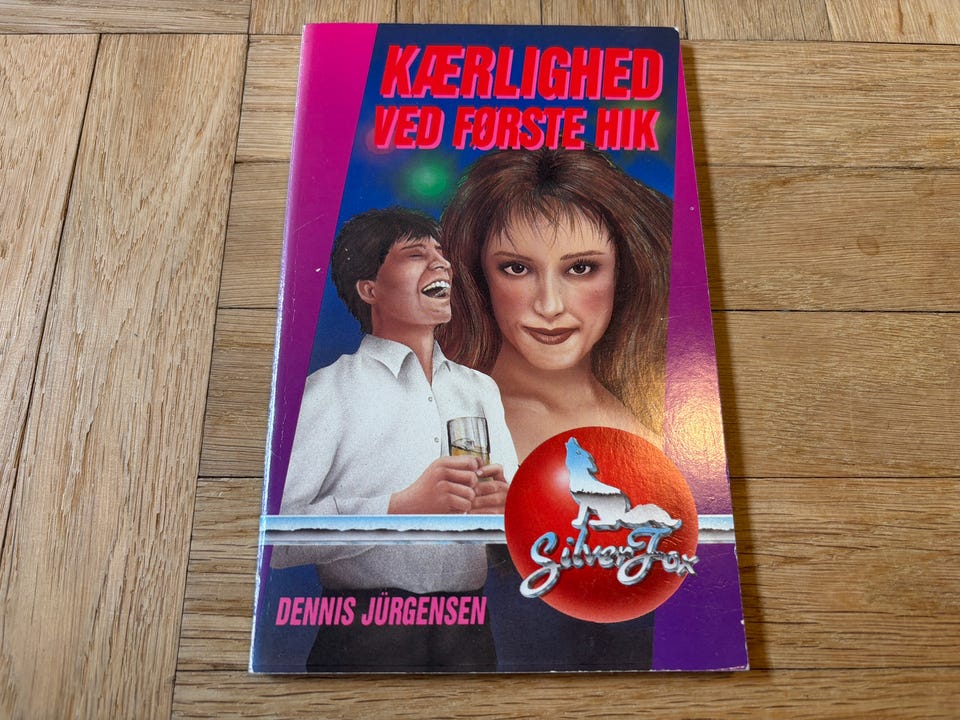 KÆRLIGHED
VED FØRSTE HIK
Silver Fox
DENNIS JÜRGENSEN